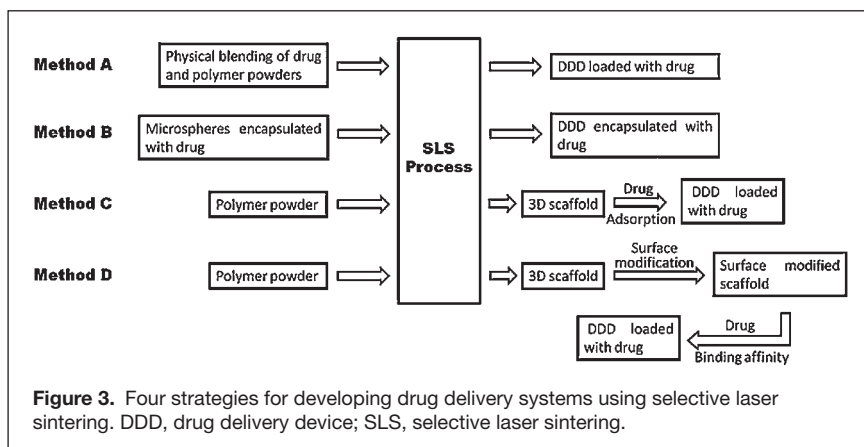 Method A
Physical blending of drug
and polymer powders
DDD loaded with drug
Method B
Microspheres encapsulated
with drug
SLS
Process
DDD encapsulated with
drug
Method C
Polymer powder
3D scaffold
Drug
Adsorption
DDD loaded
with drug
Method D
Polymer powder
3D scaffold
Surface
modification
Surface modified
scaffold
DDD loaded
with drug
Drug
Binding affinity
Figure 3. Four strategies for developing drug delivery systems using selective laser
sintering. DDD, drug delivery device; SLS, selective laser sintering.